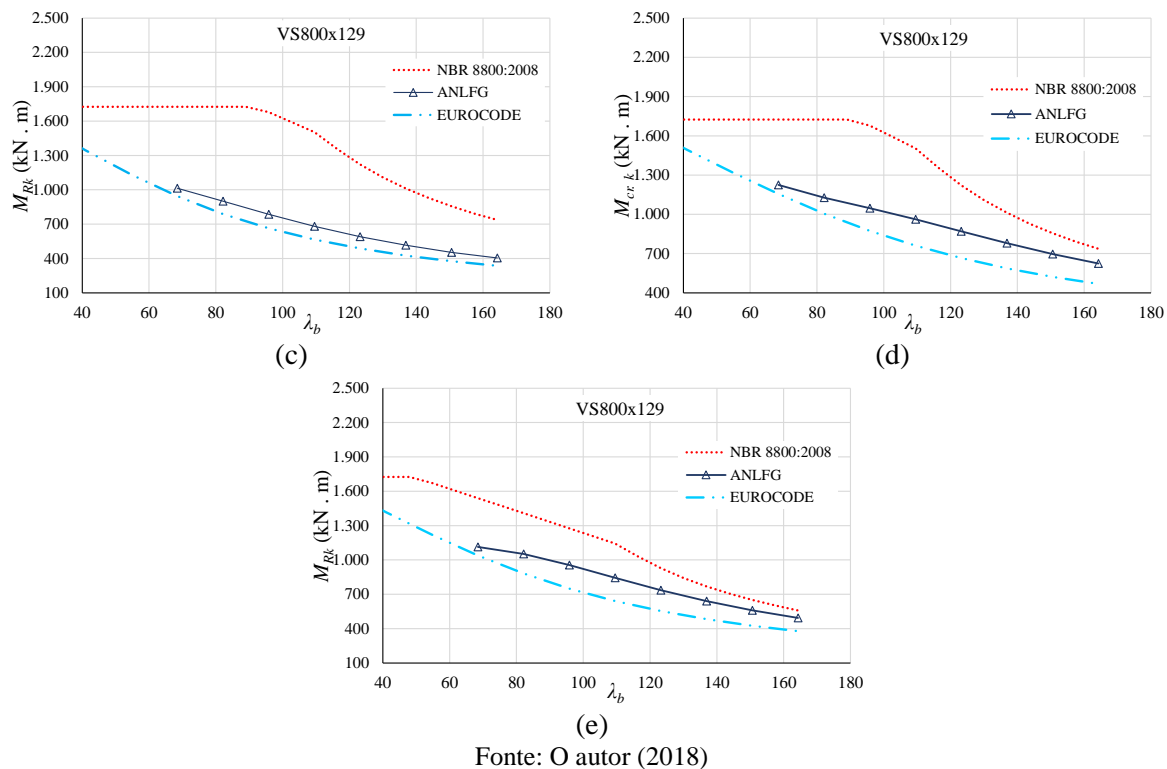 2.500
2.200
1.900
1.600
1.300
1.000
700
400
100
M_Rk (kN . m)
VS800x129
NBR 8800:2008
ANLFG
EUROCODE
40 60 80 100 120 140 160 180
λ_b
(c)
2.500
2.200
1.900
1.600
1.300
1.000
700
400
M_cr, k (kN . m)
VS800x129
NBR 8800:2008
ANLFG
EUROCODE
40 60 80 100 120 140 160 180
λ_b
(d)
2.500
2.200
1.900
1.600
1.300
1.000
700
400
100
M_Rk (kN . m)
VS800x129
NBR 8800:2008
ANLFG
EUROCODE
40 60 80 100 120 140 160 180
λ_b
(e)
Fonte: O autor (2018)